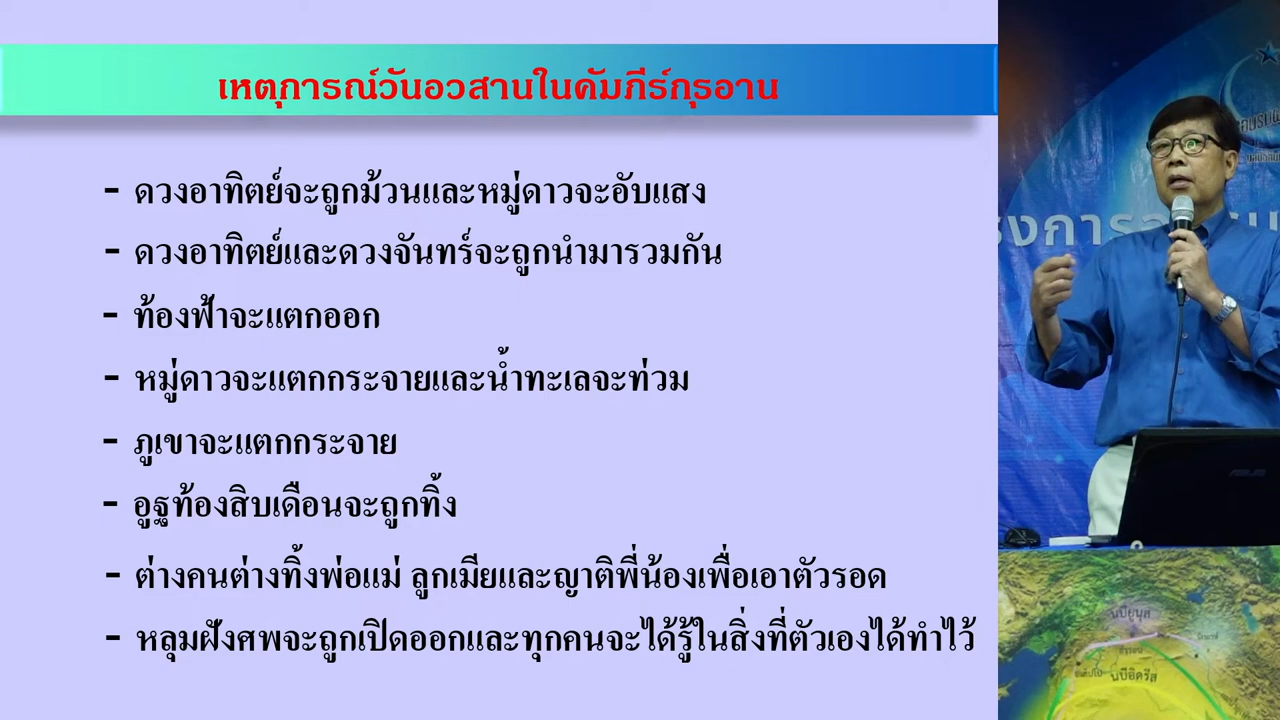 เหตุการณ์วันอวสานในคัมภีร์กุรอาน
- ดวงอาทิตย์จะถูกม้วนและหมู่ดาวจะอับแสง
- ดวงอาทิตย์และดวงจันทร์จะถูกนำมารวมกัน
- ท้องฟ้าจะแตกออก
- หมู่ดาวจะแตกกระจายและน้ำทะเลจะท่วม
- ภูเขาจะแตกกระจาย
- อูฐท้องสิบเดือนจะถูกทิ้ง
- ต่างคนต่างทิ้งพ่อแม่ ลูกเมียและญาติพี่น้องเพื่อเอาตัวรอด
- หลุมฝังศพจะถูกเปิดออกและทุกคนจะได้รู้ในสิ่งที่ตัวเองได้ทำไว้
ASUS
นบียูนุส
นบีอิดรีส